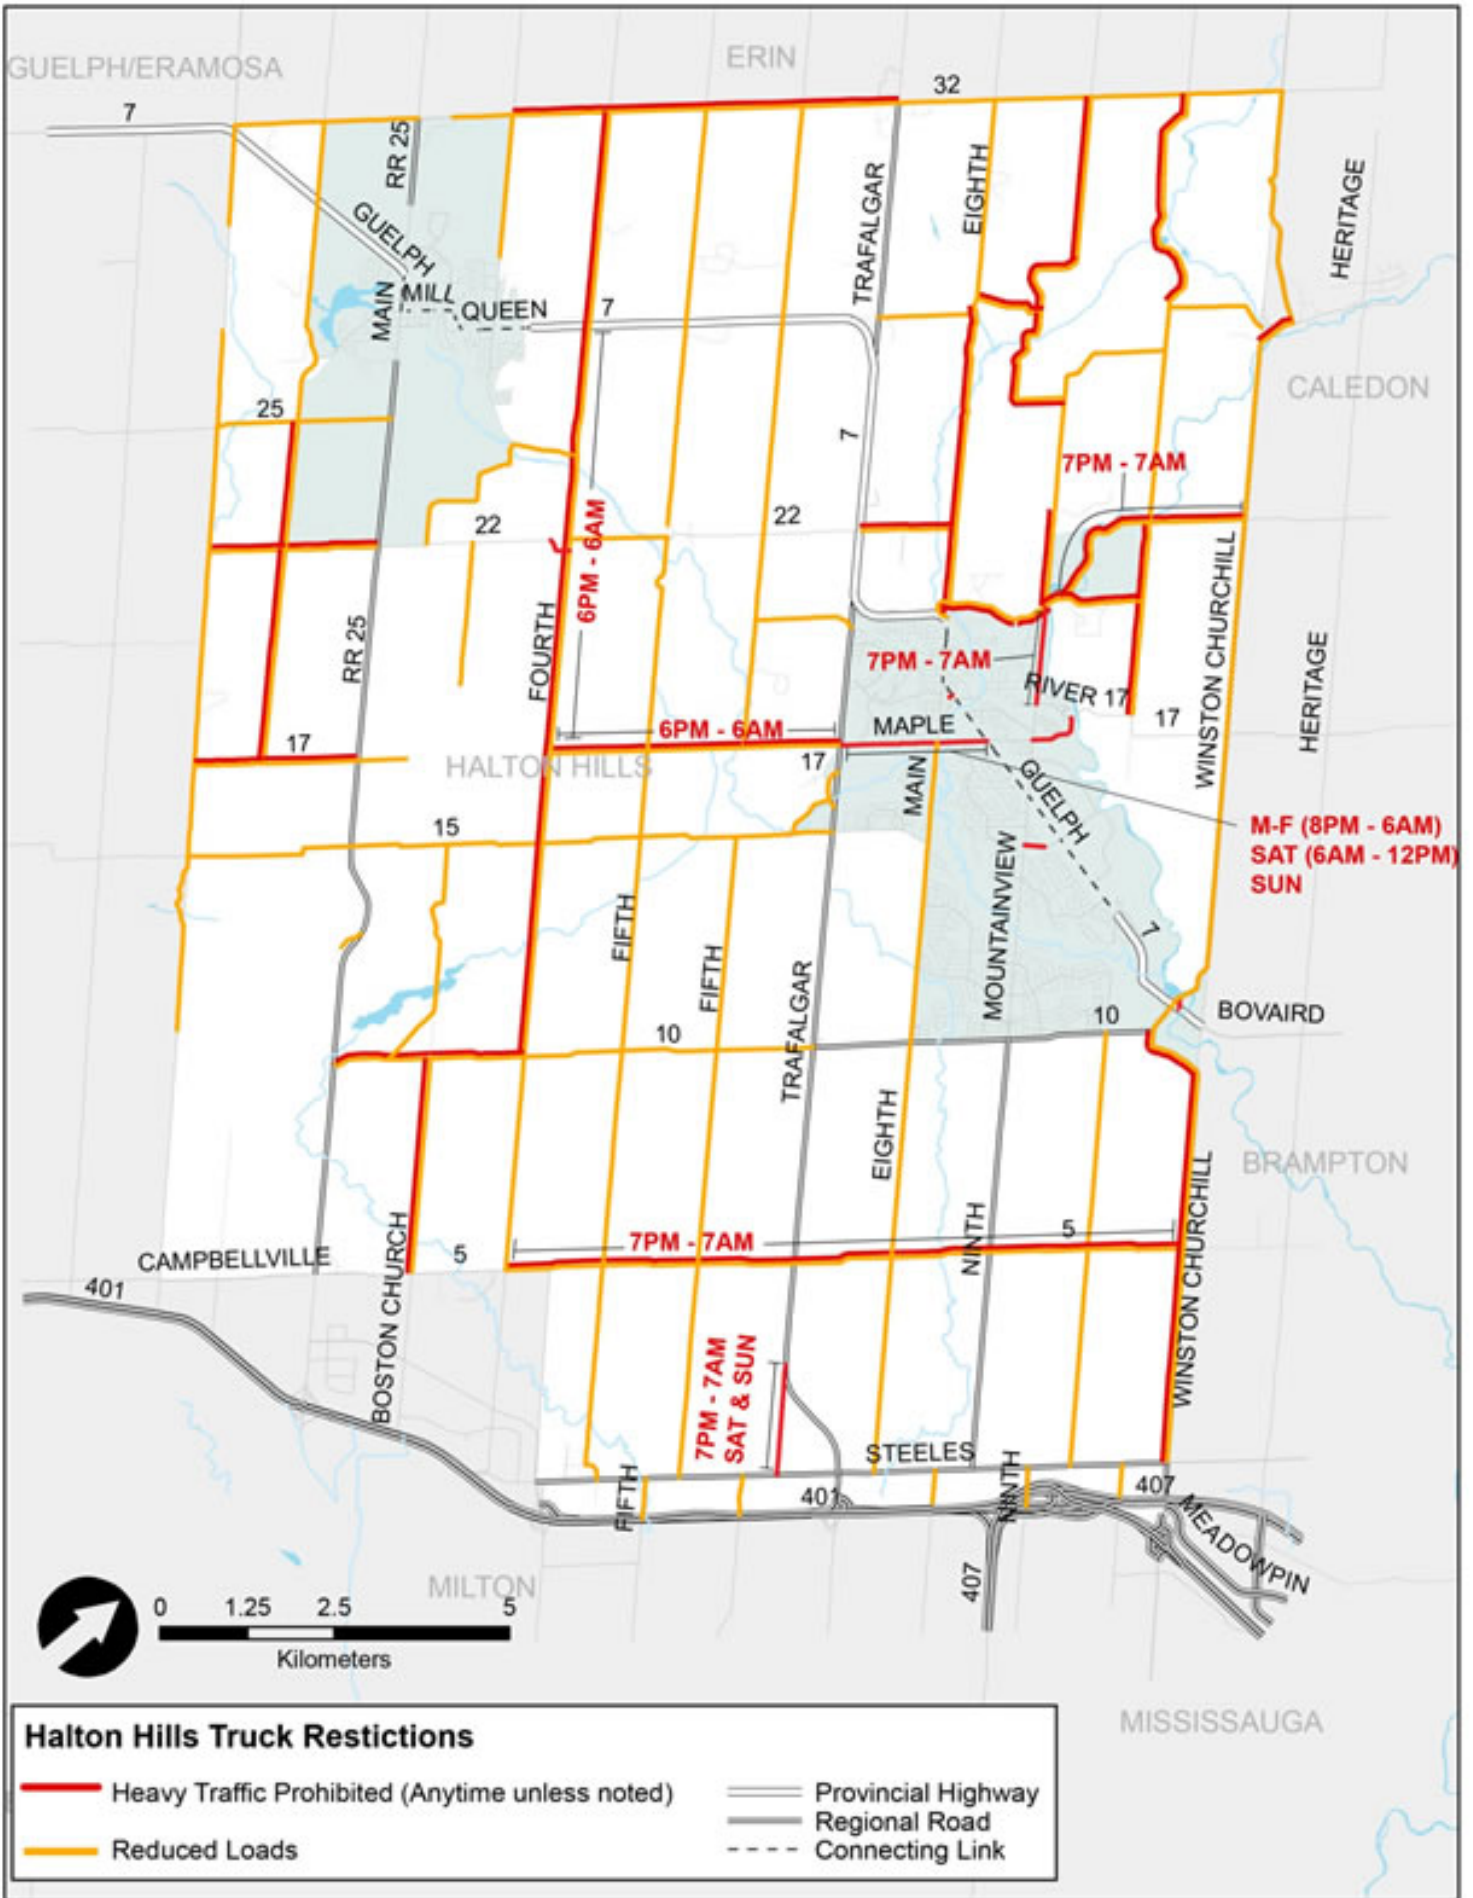 GUELPH/ERAMOSA
ERIN
7
32
RR 25
GUELPH
TRAFALGAR
EIGHTH
HERITAGE
MAIN
MILL
QUEEN
7
CALEDON
25
7
7PM - 7AM
22
22
6PM - 6AM
RR 25
FOURTH
WINSTON CHURCHILL
HERITAGE
7PM - 7AM
RIVER 17
17
17
6PM - 6AM
MAPLE
HALTON HILLS
17
MAIN
GUELPH
15
M-F (8PM - 6AM)
SAT (6AM - 12PM)
SUN
MOUNTAINVIEW
FIFTH
FIFTH
TRAFALGAR
7
10
10
BOVAIRD
EIGHTH
BRAMPTON
WINSTON CHURCHILL
CAMPBELLVILLE
BOSTON CHURCH
5
7PM - 7AM
NINTH
5
401
7PM - 7AM
SAT & SUN
STEELES
FIFTH
401
NINTH
407
MEADOWPIN
407
MILTON
0 1.25 2.5 5
Kilometers
MISSISSAUGA
Halton Hills Truck Restictions
Heavy Traffic Prohibited (Anytime unless noted)
Reduced Loads
Provincial Highway
Regional Road
Connecting Link